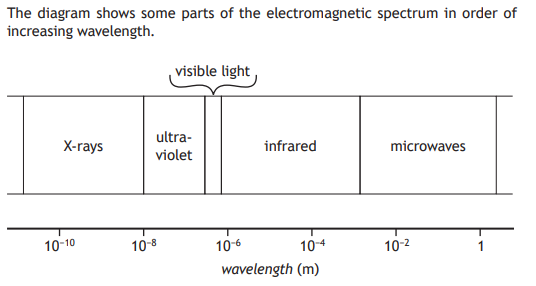 The diagram shows some parts of the electromagnetic spectrum in order of
increasing wavelength.
visible light
X-rays
ultra-
violet
infrared
microwaves
10⁻¹⁰ 10⁻⁸ 10⁻⁶ 10⁻⁴ 10⁻² 1
wavelength (m)